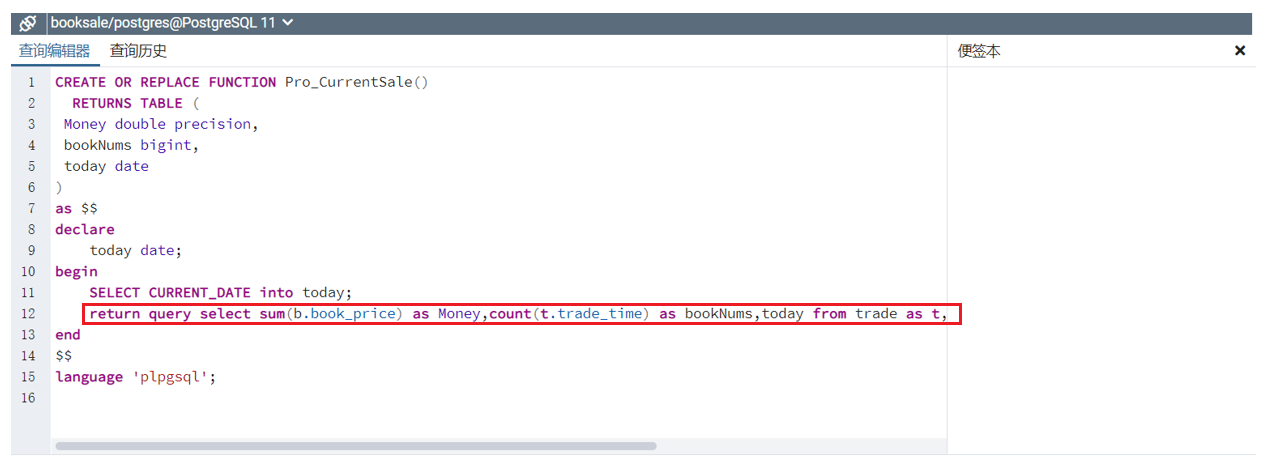 booksale/postgres@PostgreSQL 11
查询编辑器 查询历史 便签本
1 CREATE OR REPLACE FUNCTION Pro_CurrentSale()
2 RETURNS TABLE (
3 Money double precision,
4 bookNums bigint,
5 today date
6 )
7 as $$
8 declare
9 today date;
10 begin
11 SELECT CURRENT_DATE into today;
12 return query select sum(b.book_price) as Money,count(t.trade_time) as bookNums,today from trade as t,
13 end
14 $$
15 language 'plpgsql';
16